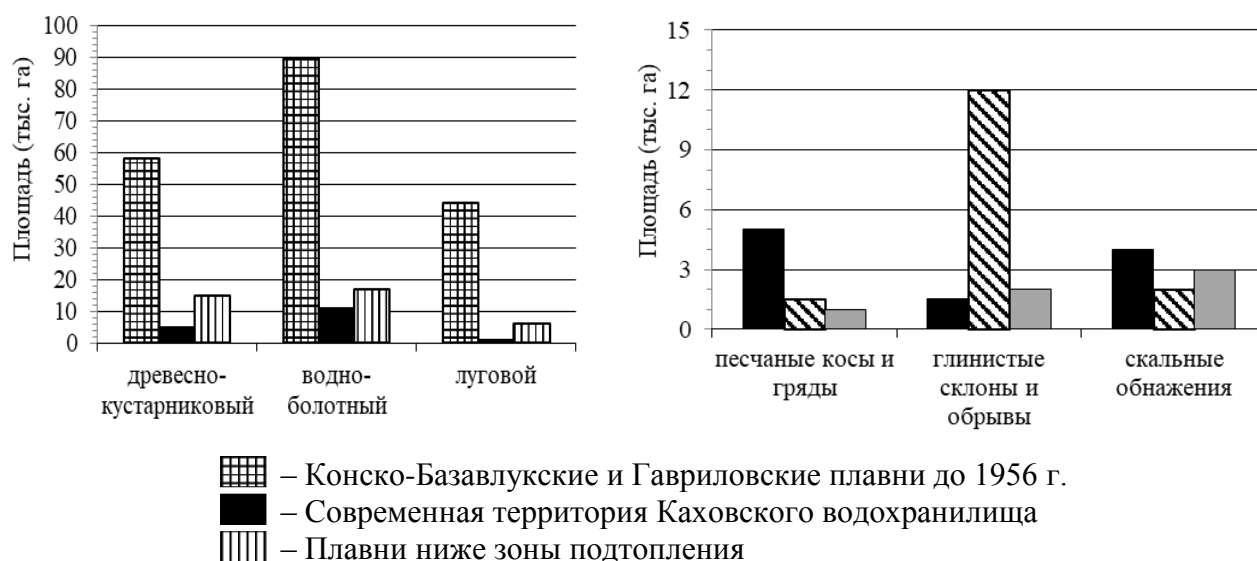 Площадь (тыс. га)
100
90
80
70
60
50
40
30
20
10
0
древесно-
кустарниковый
водно-
болотный
луговой
Площадь (тыс. га)
15
12
9
6
3
0
песчаные косы и
гряды
глинистые
склоны и
обрывы
скальные
обнажения
– Конско-Базавлукские и Гавриловские плавни до 1956 г.
– Современная территория Каховского водохранилища
– Плавни ниже зоны подтопления